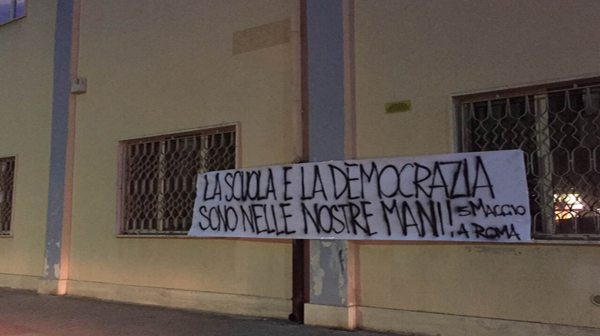 LA SCUOLA E LA DEMOCRAZIA
SONO NELLE NOSTRE MANI! 5 MAGGIO
A ROMA